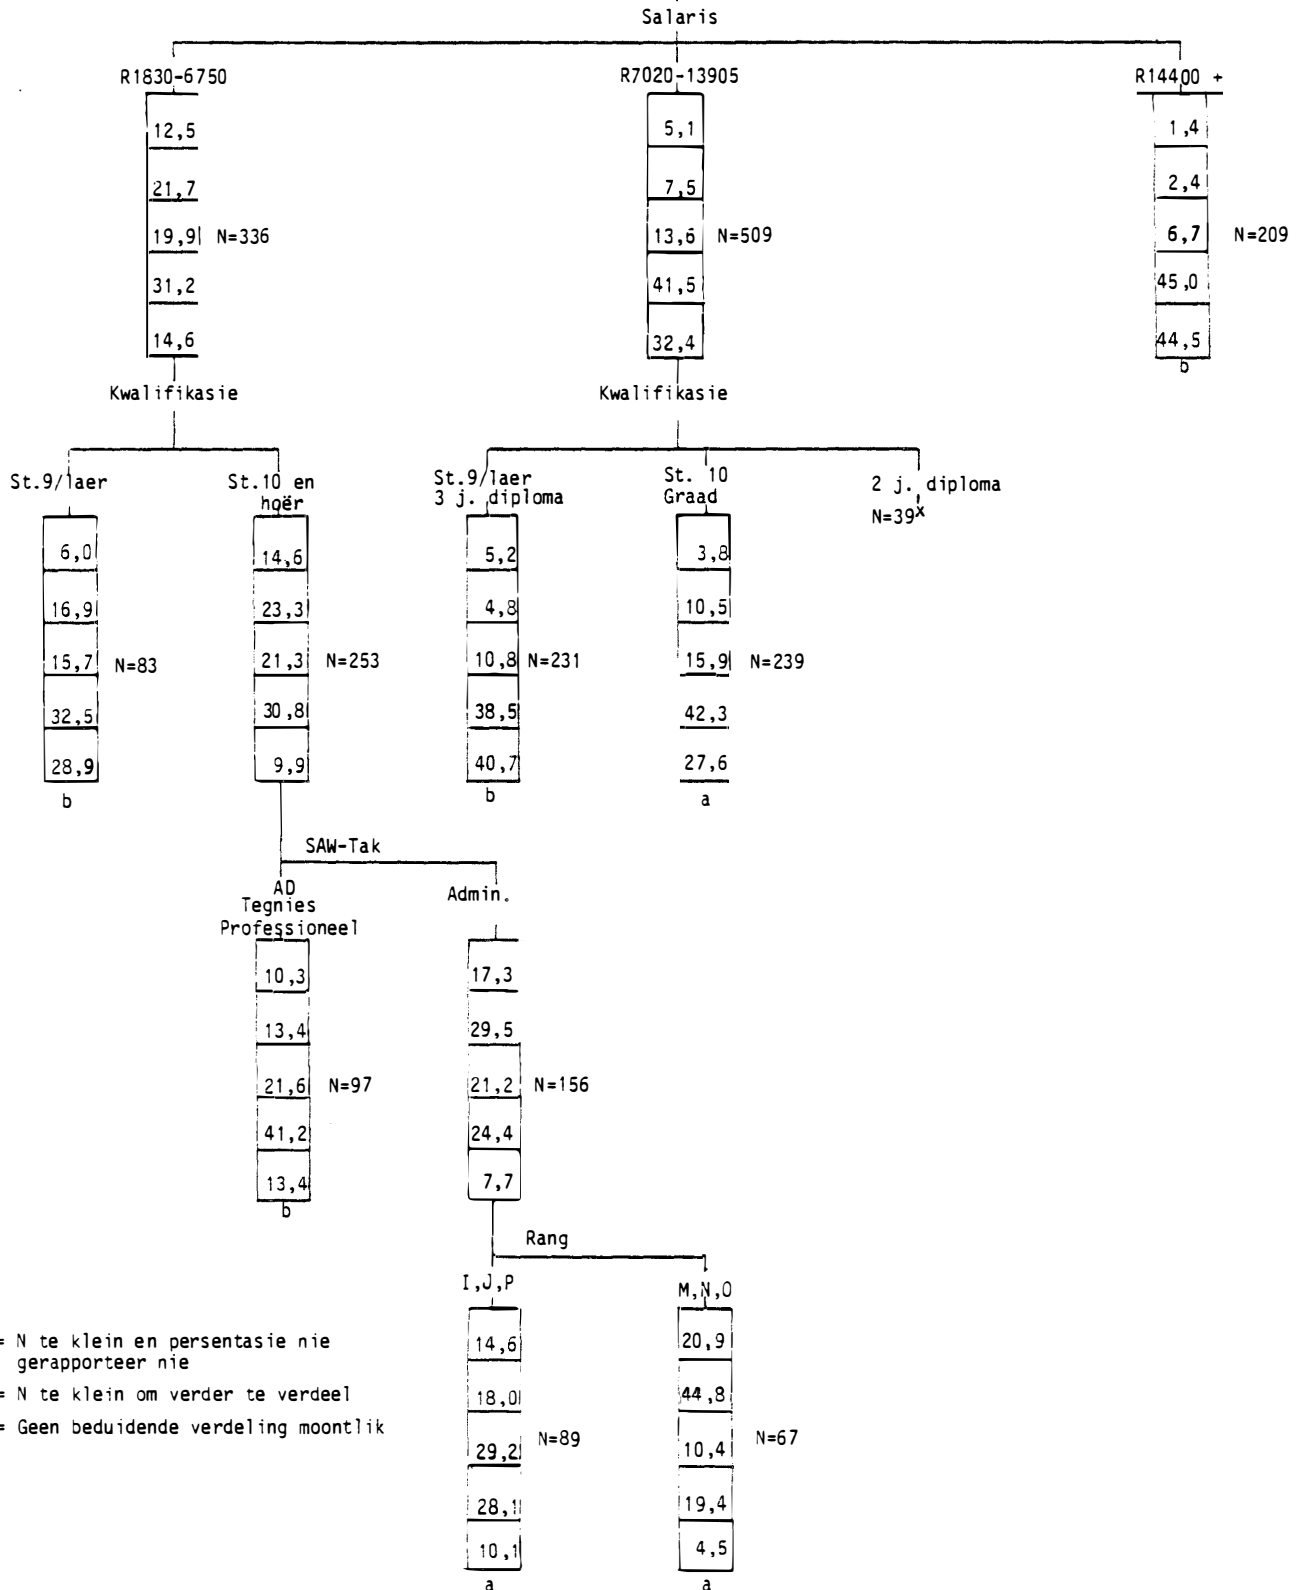 Salaris
R1830-6750 R7020-13905 R14400 +
12,5 5,1 1,4
21,7 7,5 2,4
19,9 N=336 13,6 N=509 6,7 N=209
31,2 41,5 45,0
14,6 32,4 44,5
b
Kwalifikasie Kwalifikasie
St.9/laer St.10 en St.9/laer St. 10 2 j. diploma
hoër 3 j. diploma Graad N=39x
6,0 14,6 5,2 3,8
16,9 23,3 4,8 10,5
15,7 N=83 21,3 N=253 10,8 N=231 15,9 N=239
32,5 30,8 38,5 42,3
28,9 9,9 40,7 27,6
b b a
SAW-Tak
AD Admin.
Tegnies
Professioneel
10,3 17,3
13,4 29,5
21,6 N=97 21,2 N=156
41,2 24,4
13,4 7,7
b
Rang
I,J,P M,N,O
14,6 20,9
18,0 44,8
29,2 N=89 10,4 N=67
28,1 19,4
10,1 4,5
a a
= N te klein en persentasie nie
gerapporteer nie
= N te klein om verder te verdeel
= Geen beduidende verdeling moontlik